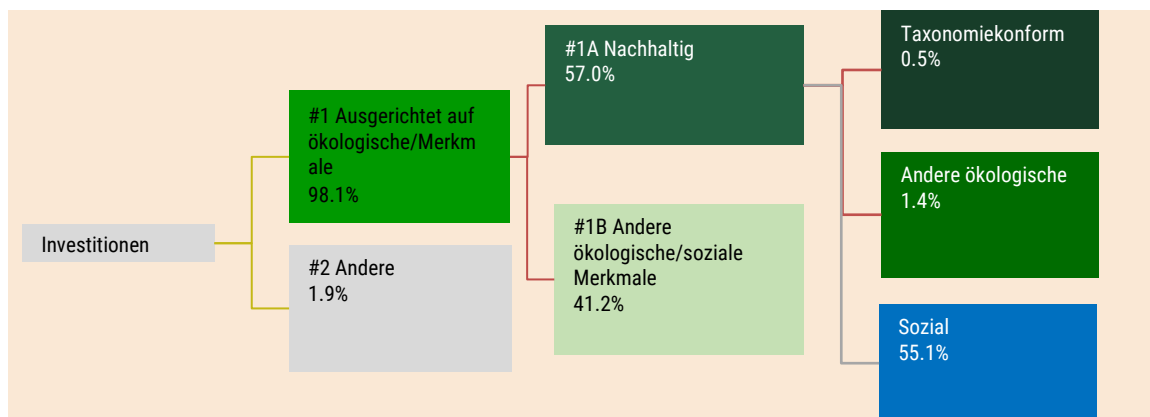 Investitionen
#1 Ausgerichtet auf
ökologische/Merkm
ale
98.1%
#2 Andere
1.9%
#1A Nachhaltig
57.0%
#1B Andere
ökologische/soziale
Merkmale
41.2%
Taxonomiekonform
0.5%
Andere ökologische
1.4%
Sozial
55.1%